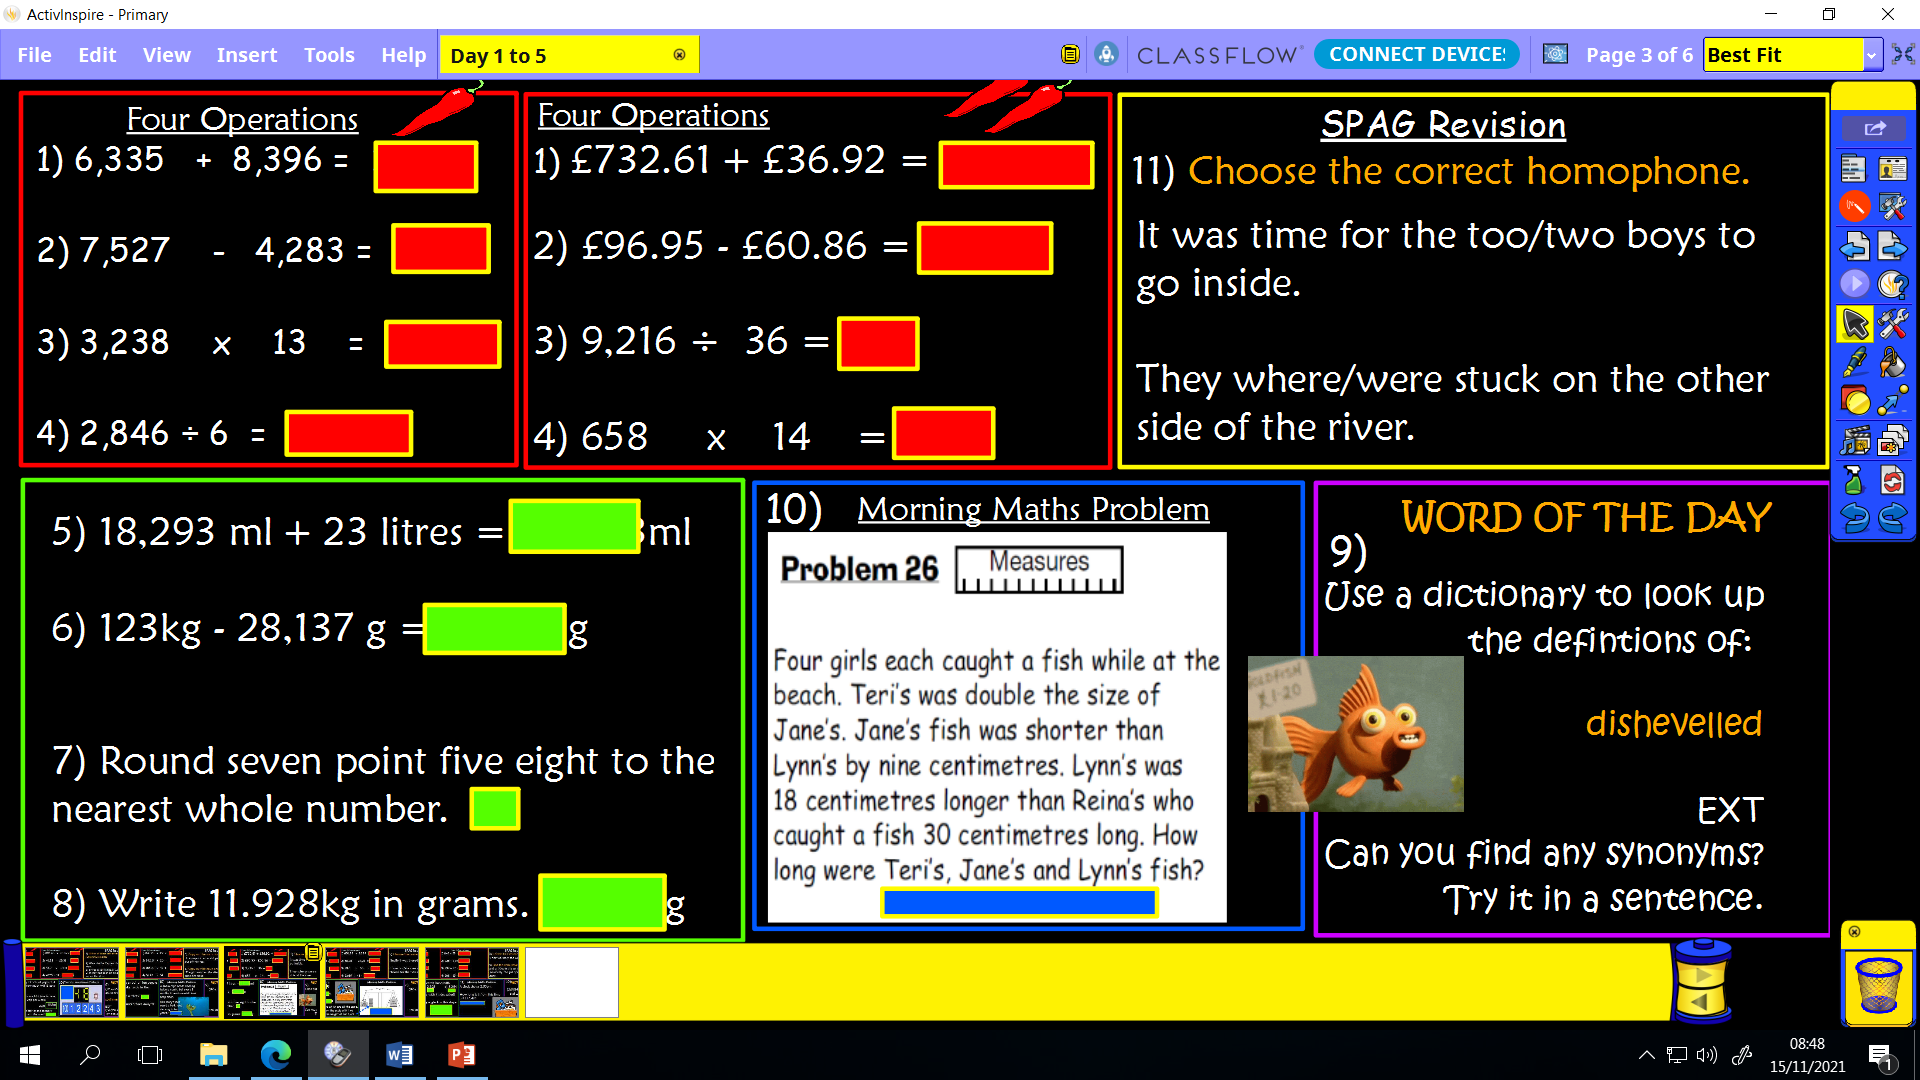 ActivInspire - Primary
File Edit View Insert Tools Help
Day 1 to 5
CLASSFLOW
CONNECT DEVICES
Page 3 of 6
Best Fit
Four Operations
1) 6,335 + 8,396 =
2) 7,527 - 4,283 =
3) 3,238 x 13 =
4) 2,846 ÷ 6 =
Four Operations
1) £732.61 + £36.92 =
2) £96.95 - £60.86 =
3) 9,216 ÷ 36 =
4) 658 x 14 =
SPAG Revision
11) Choose the correct homophone.
It was time for the too/two boys to
go inside.
They where/were stuck on the other
side of the river.
5) 18,293 ml + 23 litres = ml
6) 123kg - 28,137 g = g
7) Round seven point five eight to the
nearest whole number.
8) Write 11.928kg in grams. g
10) Morning Maths Problem
Problem 26 Measures
Four girls each caught a fish while at the
beach. Teri's was double the size of
Jane's. Jane's fish was shorter than
Lynn's by nine centimetres. Lynn's was
18 centimetres longer than Reina's who
caught a fish 30 centimetres long. How
long were Teri's, Jane's and Lynn's fish?
WORD OF THE DAY
9)
Use a dictionary to look up
the defintions of:
GOLDFISH
£1-20
dishevelled
EXT
Can you find any synonyms?
Try it in a sentence.
08:48
15/11/2021
1